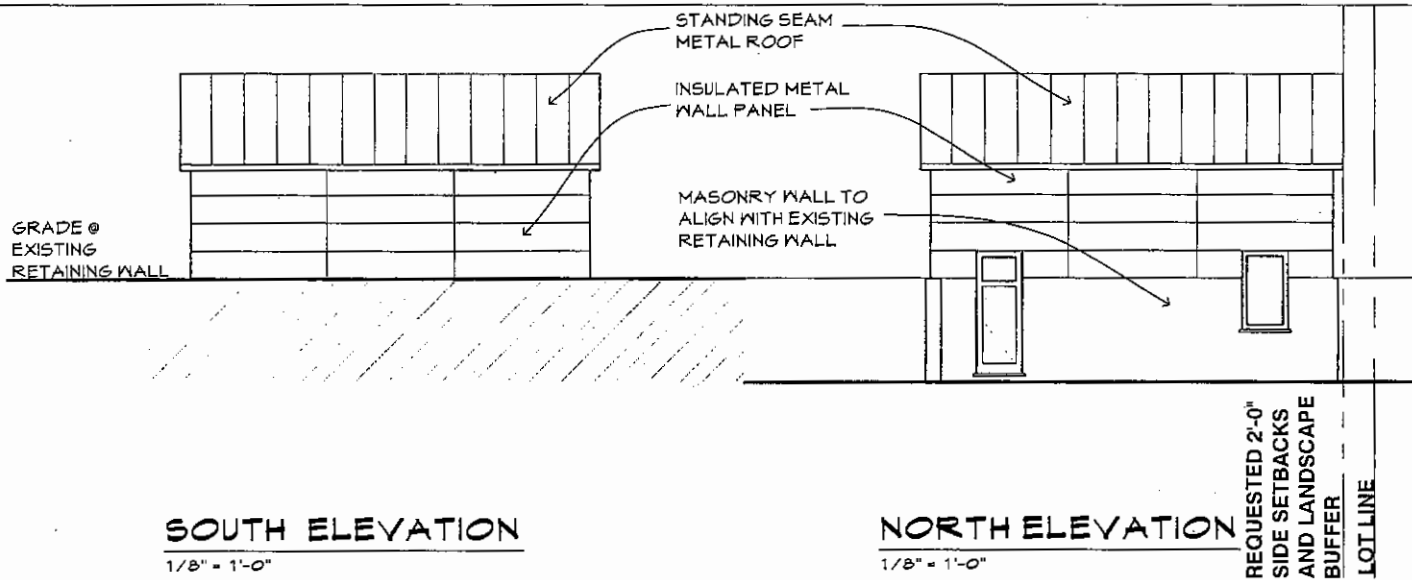 STANDING SEAM
METAL ROOF
INSULATED METAL
WALL PANEL
MASONRY WALL TO
ALIGN WITH EXISTING
RETAINING WALL
GRADE @
EXISTING
RETAINING WALL
SOUTH ELEVATION
1/8" = 1'-0"
NORTH ELEVATION
1/8" = 1'-0"
REQUESTED 2'-0"
SIDE SETBACKS
AND LANDSCAPE
BUFFER
LOT LINE